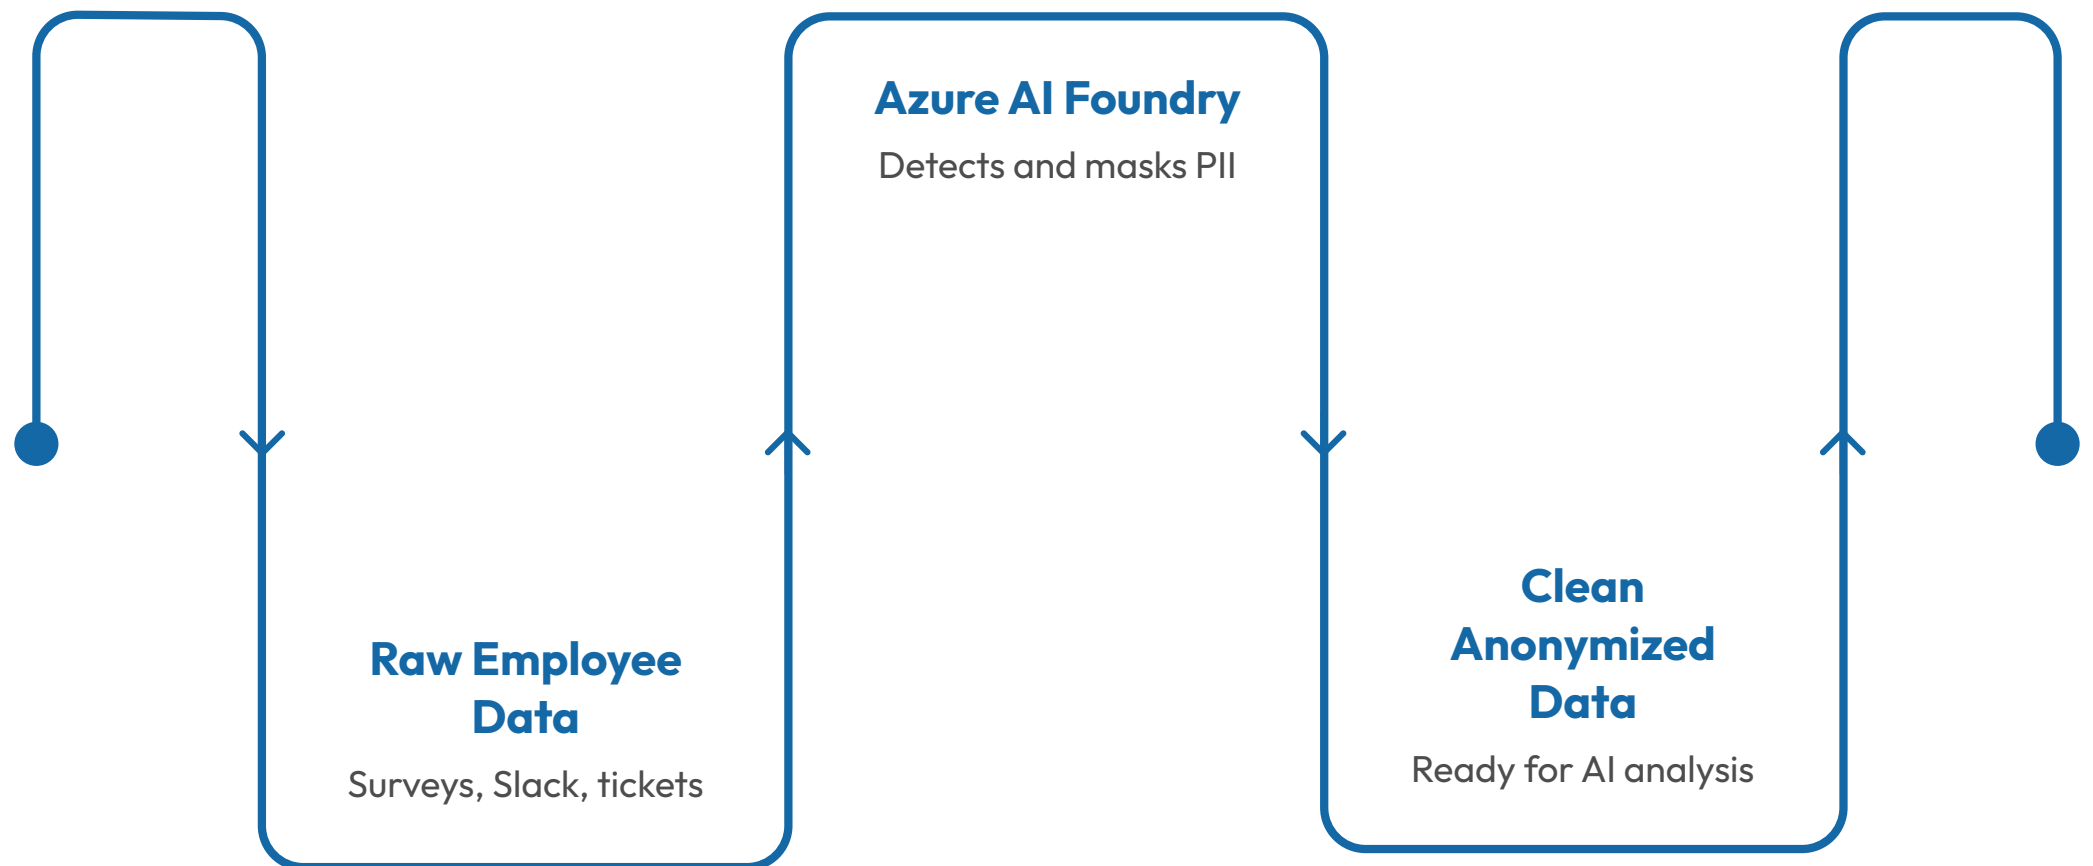 Raw Employee
Data
Surveys, Slack, tickets
Azure AI Foundry
Detects and masks PII
Clean
Anonymized
Data
Ready for AI analysis